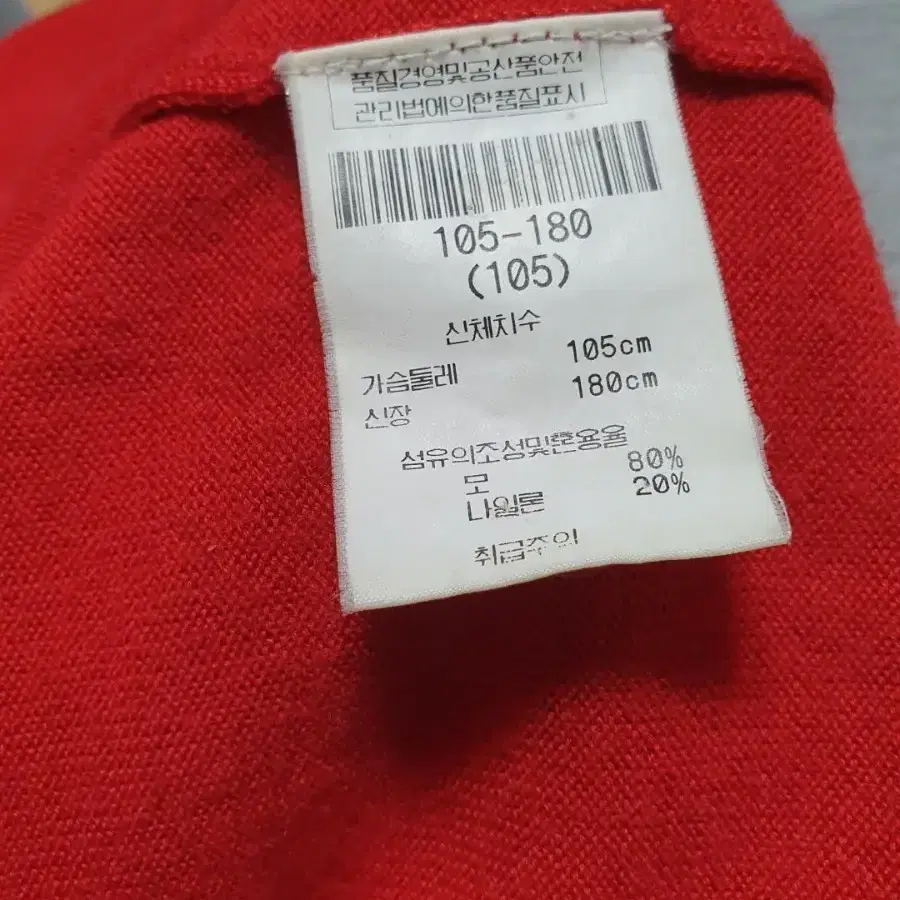 품질경영및공산품안전
관리법에의한품질표시
105-180
(105)
신체치수
가슴둘레 105cm
신장 180cm
섬유의조성및혼용율
모 80%
나일론 20%
취급주의